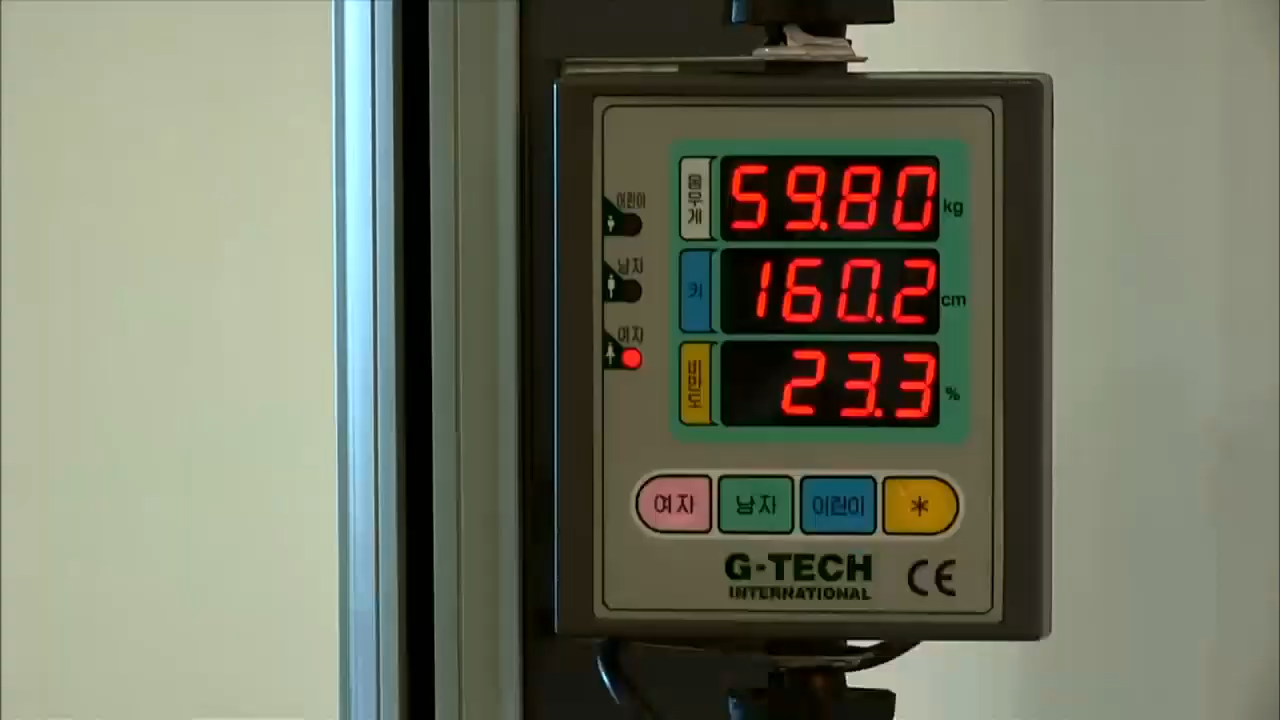 몸무게 59.80 kg
어린이
키 160.2 cm
남자
여자
비만도 23.3 %
여자 남자 어린이 *
G-TECH CE
INTERNATIONAL